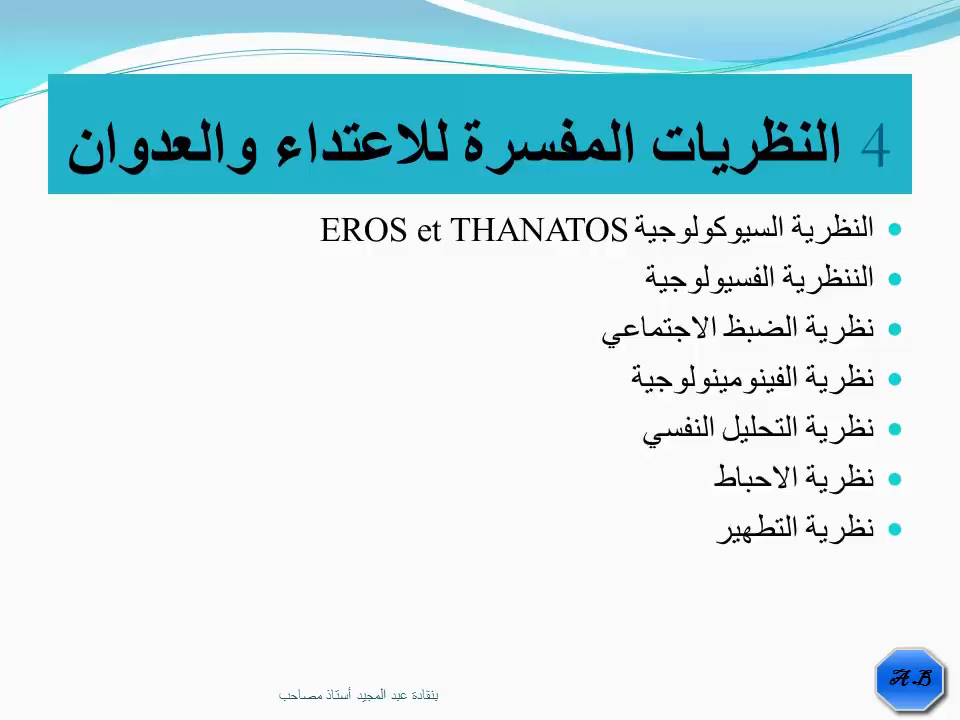 4 النظريات المفسرة للاعتداء والعدوان
النظرية السيوكولوجية EROS et THANATOS
الننظرية الفسيولوجية
نظرية الضبظ الاجتماعي
نظرية الفينومينولوجية
نظرية التحليل النفسي
نظرية الاحباط
نظرية التطهير
بنقادة عبد المجيد أستاذ مصاحب
A-B